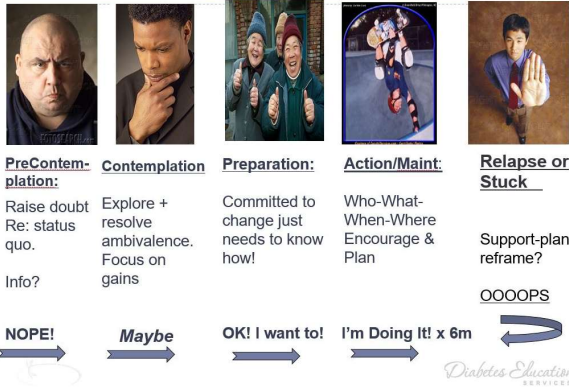 PreContem-
plation:
Raise doubt
Re: status
quo.
Info?
NOPE!
Contemplation
Explore +
resolve
ambivalence.
Focus on
gains
Maybe
Preparation:
Committed to
change just
needs to know
how!
OK! I want to!
Action/Maint:
Who-What-
When-Where
Encourage &
Plan
I'm Doing It! x 6m
Relapse or
Stuck
Support-plan
reframe?
OOOOPS
Diabetes Education
SERVICES